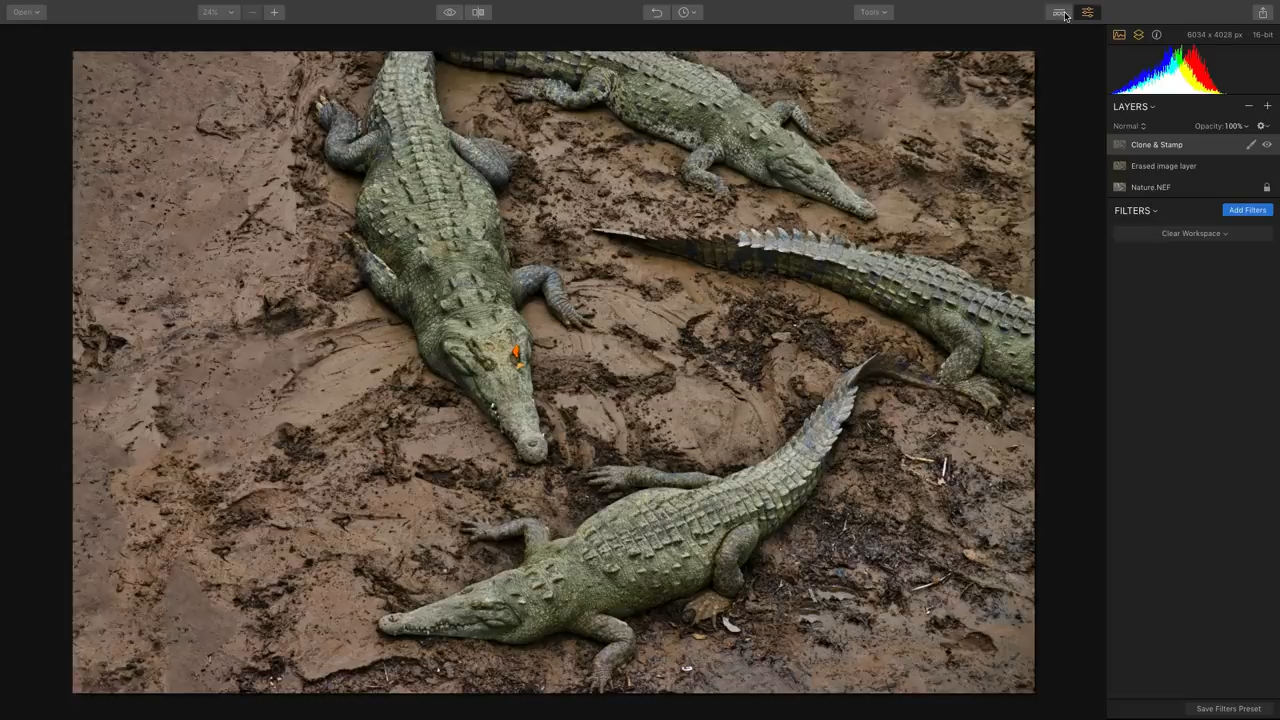 Open
24%
Tools
6034 x 4028 px
16-bit
LAYERS
Normal
Opacity:100%
Clone & Stamp
Erased image layer
Nature.NEF
FILTERS
Add Filters
Clear Workspace
Save Filters Preset